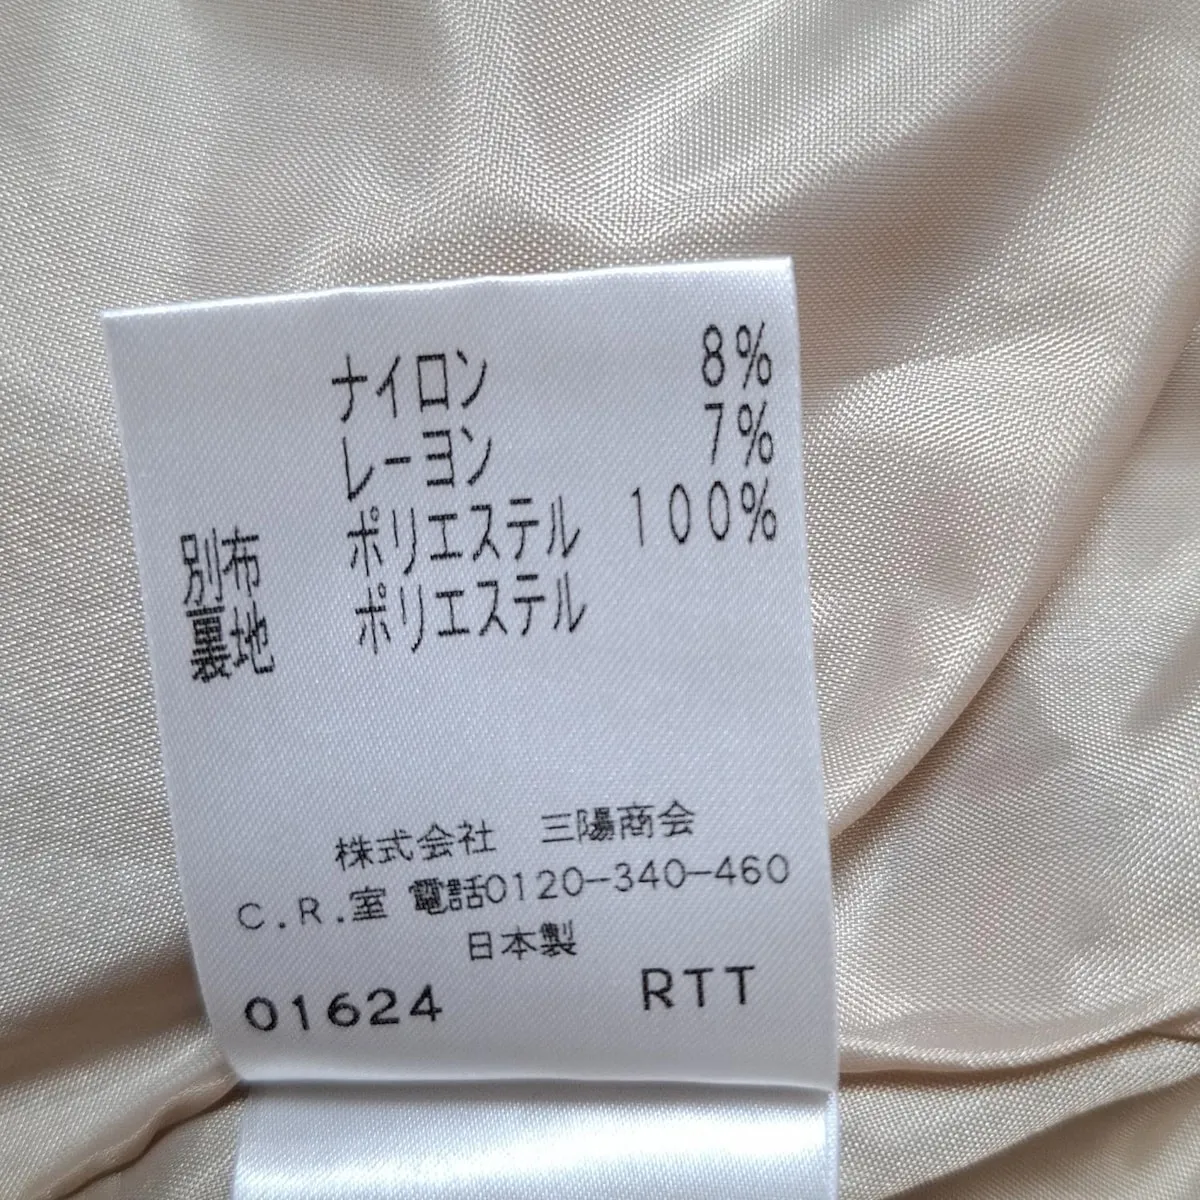 ナイロン 8%
レーヨン 7%
別布 ポリエステル 100%
裏地 ポリエステル
株式会社 三陽商会
C.R.室 電話0120-340-460
日本製
01624 RTT